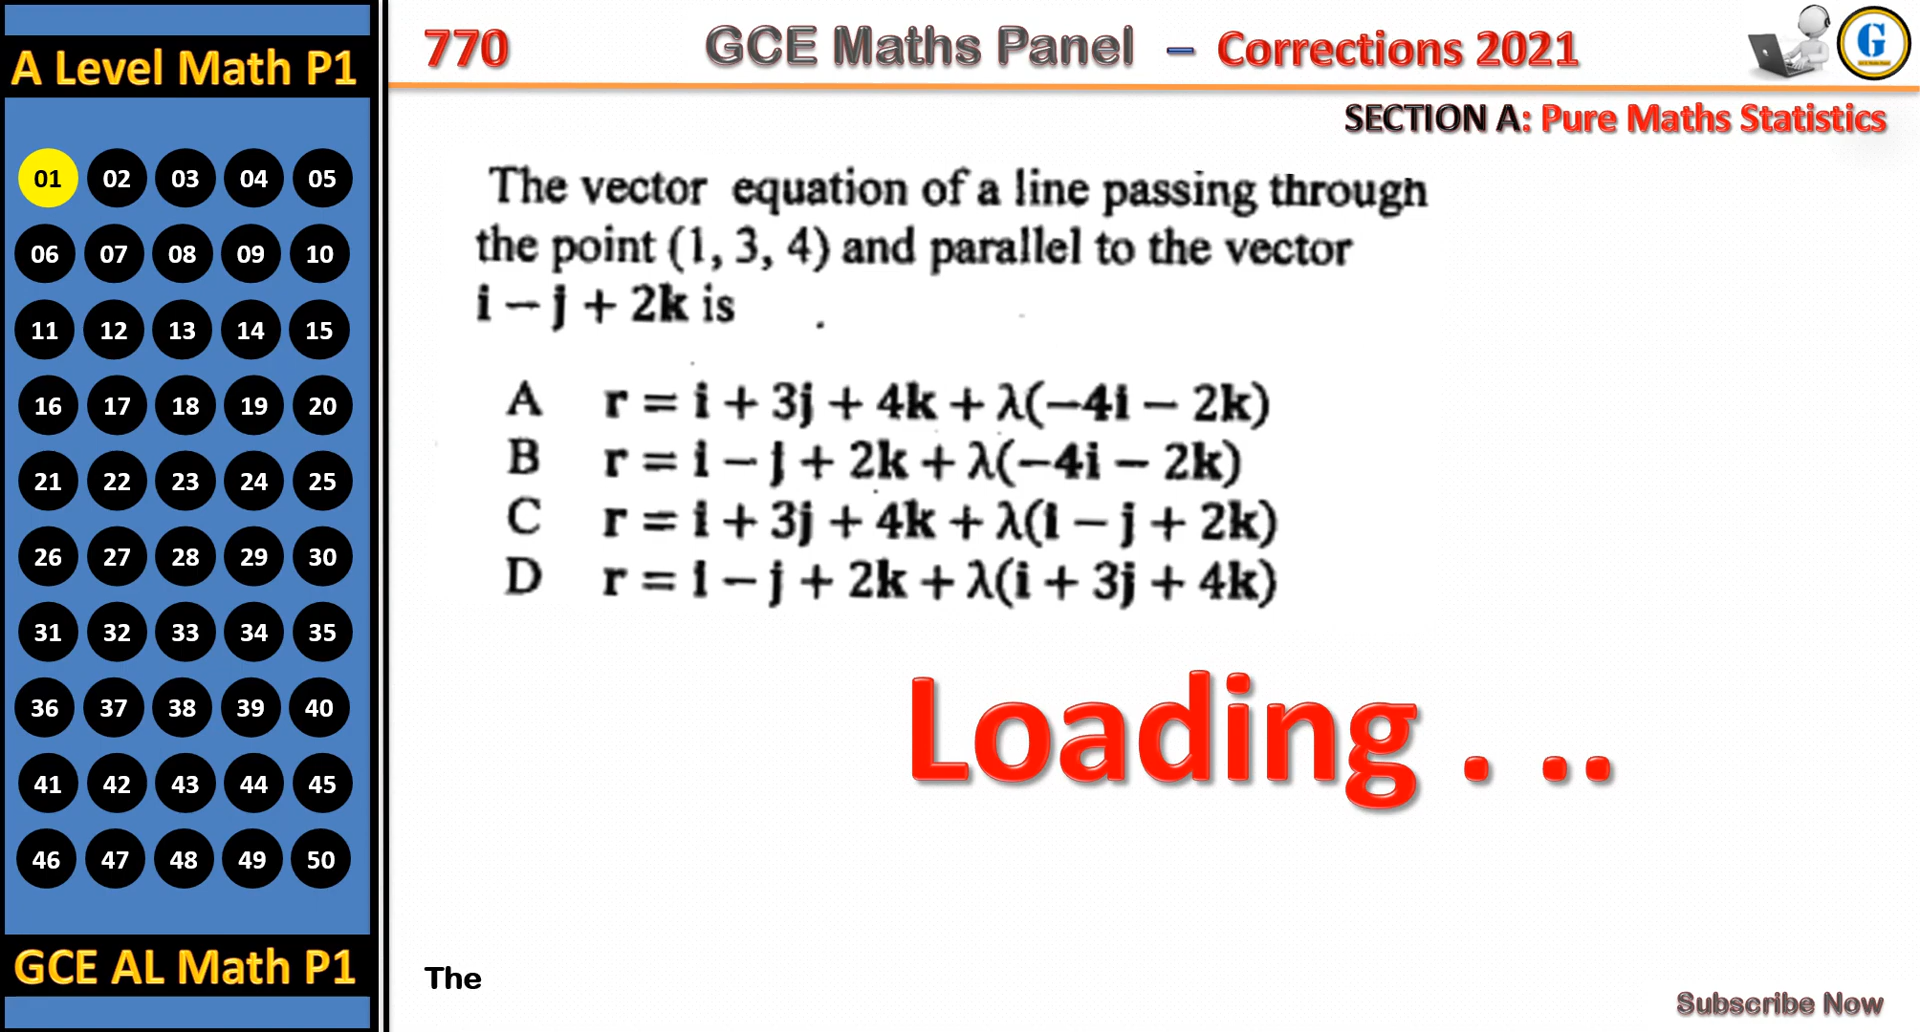 A Level Math P1
01 02 03 04 05
06 07 08 09 10
11 12 13 14 15
16 17 18 19 20
21 22 23 24 25
26 27 28 29 30
31 32 33 34 35
36 37 38 39 40
41 42 43 44 45
46 47 48 49 50
GCE AL Math P1
770 GCE Maths Panel – Corrections 2021
G
SECTION A: Pure Maths Statistics
The vector equation of a line passing through
the point (1, 3, 4) and parallel to the vector
i – j + 2k is
A r = i + 3j + 4k + λ(–4i – 2k)
B r = i – j + 2k + λ(–4i – 2k)
C r = i + 3j + 4k + λ(i – j + 2k)
D r = i – j + 2k + λ(i + 3j + 4k)
Loading . ..
The
Subscribe Now